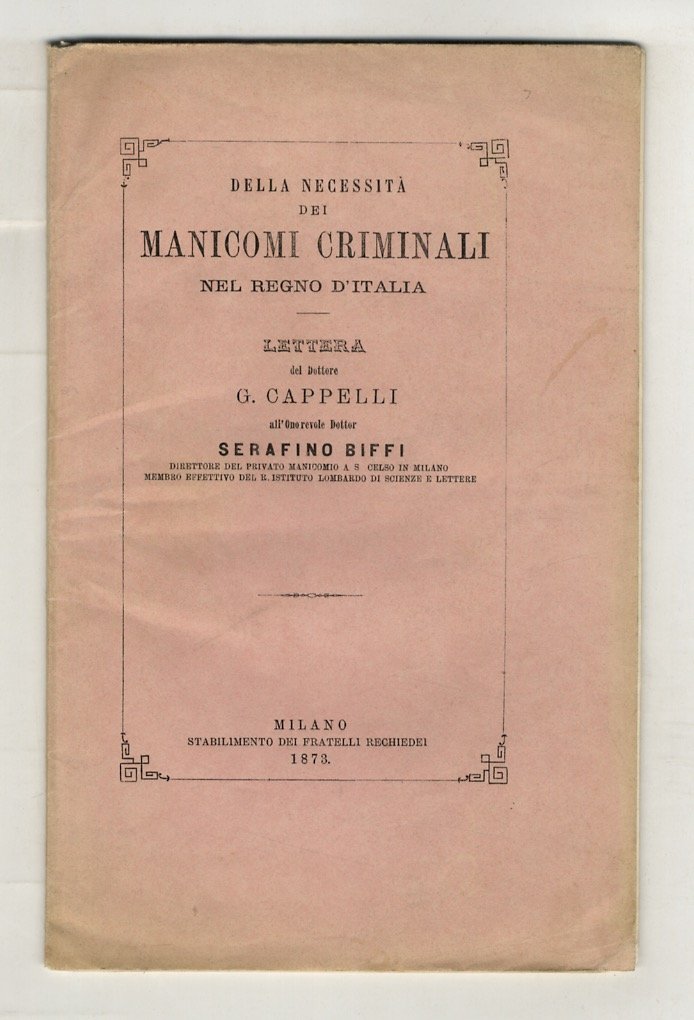 DELLA NECESSITÀ
DEI
MANICOMI CRIMINALI
NEL REGNO D'ITALIA
LETTERA
del Dottore
G. CAPPELLI
all'Onorevole Dottor
SERAFINO BIFFI
DIRETTORE DEL PRIVATO MANICOMIO A S CELSO IN MILANO
MEMBRO EFFETTIVO DEL R. ISTITUTO LOMBARDO DI SCIENZE E LETTERE
MILANO
STABILIMENTO DEI FRATELLI RECHIEDEI
1873.